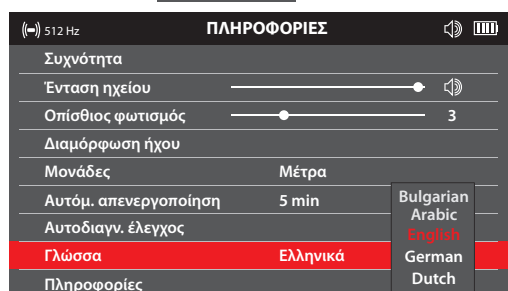 512 Hz ΠΛΗΡΟΦΟΡΙΕΣ
Συχνότητα
Ένταση ηχείου
Οπίσθιος φωτισμός 3
Διαμόρφωση ήχου
Μονάδες Μέτρα
Αυτόμ. απενεργοποίηση 5 min
Αυτοδιαγν. έλεγχος
Γλώσσα Ελληνικά
Πληροφορίες
Bulgarian
Arabic
English
German
Dutch